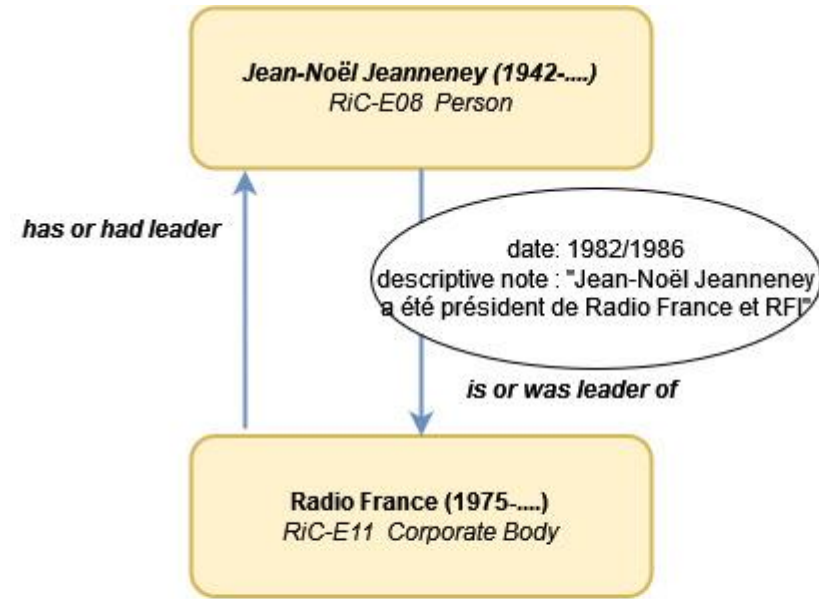 Jean-Noël Jeanneney (1942-....)
RiC-E08 Person
has or had leader
date: 1982/1986
descriptive note : "Jean-Noël Jeanneney
a été président de Radio France et RFI"
is or was leader of
Radio France (1975-....)
RiC-E11 Corporate Body